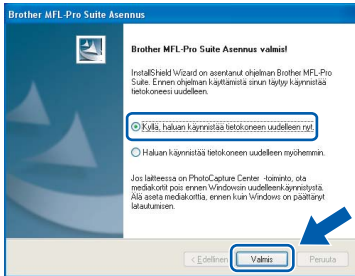 Brother MFL-Pro Suite Asennus
Brother MFL-Pro Suite Asennus valmis!
InstallShield Wizard on asentanut ohjelman Brother MFL-Pro
Suite. Ennen ohjelman käyttämistä sinun täytyy käynnistää
tietokoneesi uudelleen.
Kyllä, haluan käynnistää tietokoneen uudelleen nyt.
Haluan käynnistää tietokoneen uudelleen myöhemmin.
Jos laitteessa on PhotoCapture Center -toiminto, ota
mediakortit pois ennen Windowsin uudelleenkäynnistystä.
Älä aseta mediakorttia, ennen kuin Windows on päättänyt
latautumisen.
< Edellinen Valmis Peruuta